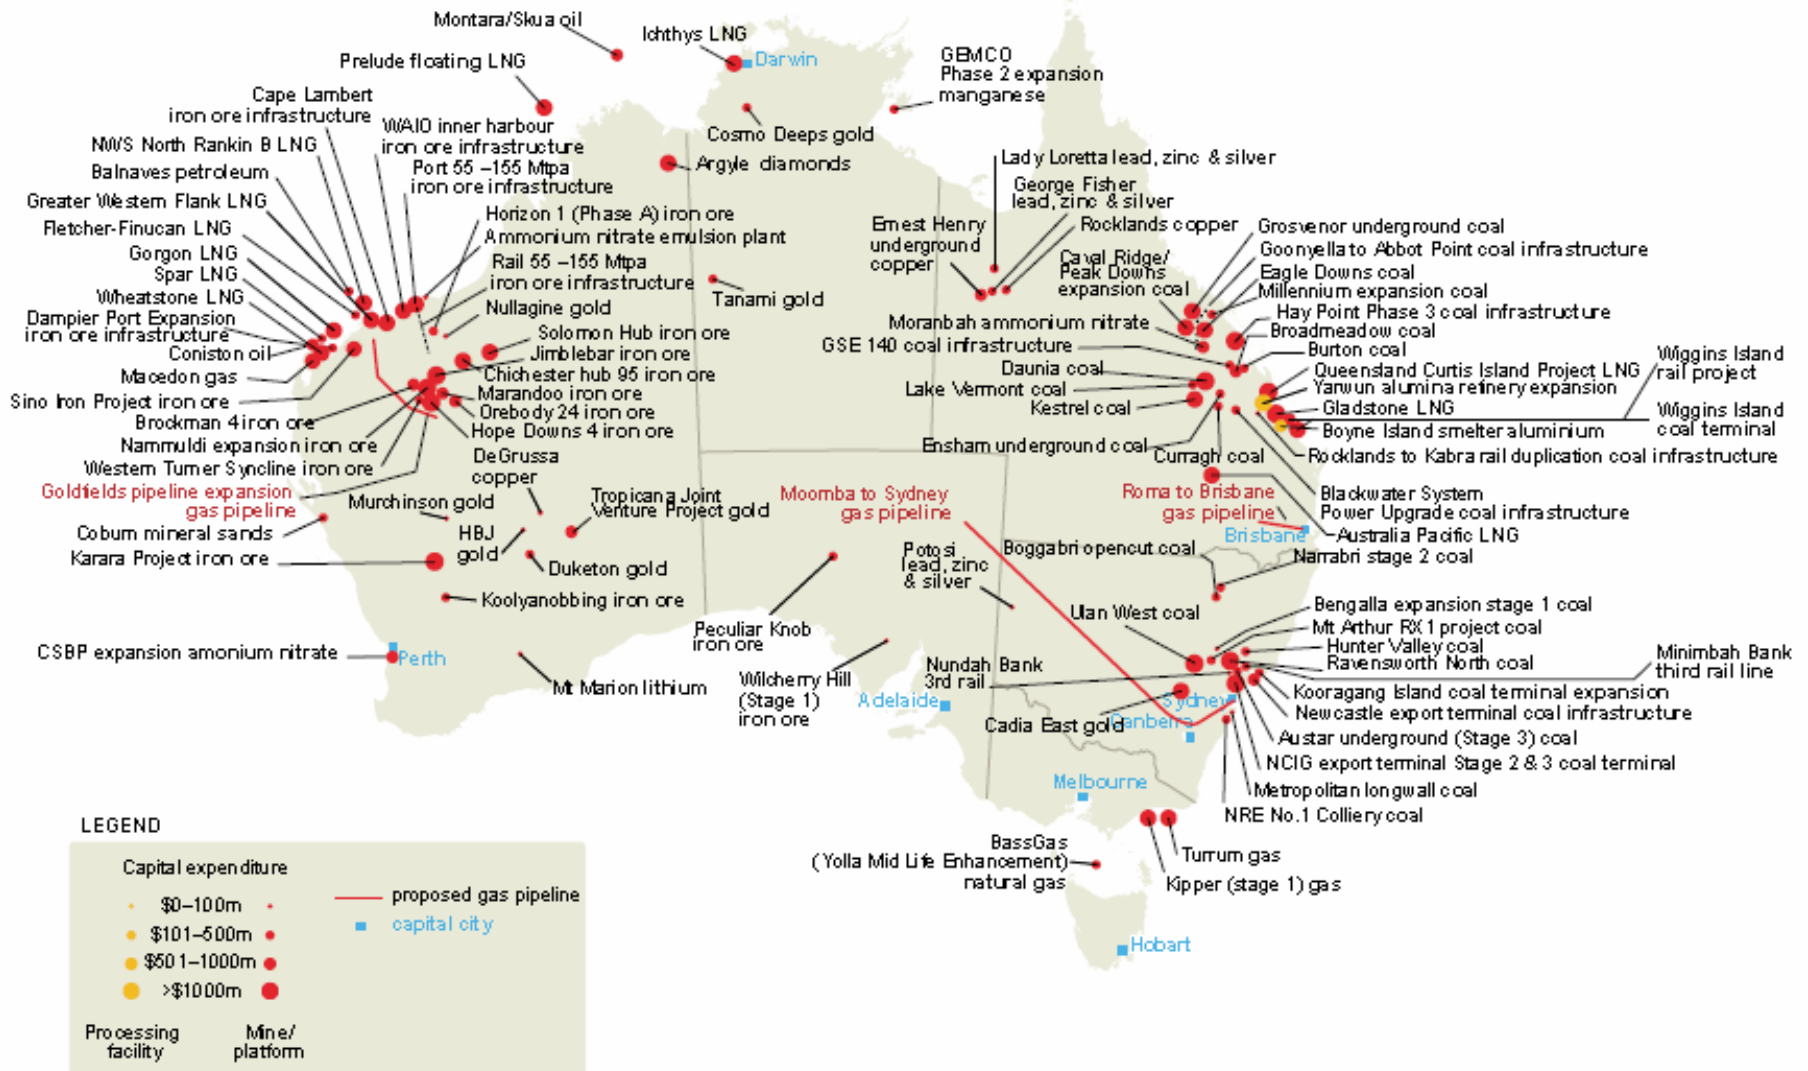 Montara/Skua oil
Ichthys LNG
Darwin
Prelude floating LNG
GEMCO
Phase 2 expansion
manganese
Cape Lambert
iron ore infrastructure
WAIO inner harbour
iron ore infrastructure
Cosmo Deeps gold
NWS North Rankin B LNG
Port 55 –155 Mtpa
iron ore infrastructure
Argyle diamonds
Balnaves petroleum
Greater Western Flank LNG
Horizon 1 (Phase A) iron ore
Fletcher-Finucan LNG
Ammonium nitrate emulsion plant
Gorgon LNG
Rail 55 –155 Mtpa
iron ore infrastructure
Spar LNG
Tanami gold
Wheatstone LNG
Nullagine gold
Dampier Port Expansion
iron ore infrastructure
Solomon Hub iron ore
Coniston oil
Jimblebar iron ore
Macedon gas
Chichester hub 95 iron ore
Sino Iron Project iron ore
Marandoo iron ore
Brockman 4 iron ore
Orebody 24 iron ore
Nammuldi expansion iron ore
Hope Downs 4 iron ore
Western Turner Syncline iron ore
DeGrussa
copper
Goldfields pipeline expansion
gas pipeline
Murchinson gold
Tropicana Joint
Venture Project gold
Coburn mineral sands
HBJ
gold
Karara Project iron ore
Duketon gold
Koolyanobbing iron ore
CSBP expansion amonium nitrate
Perth
Mt Marion lithium
Lady Loretta lead, zinc & silver
George Fisher
lead, zinc & silver
Ernest Henry
underground
copper
Rocklands copper
Caval Ridge/
Peak Downs
expansion coal
Grosvenor underground coal
Goonyella to Abbot Point coal infrastructure
Eagle Downs coal
Millennium expansion coal
Hay Point Phase 3 coal infrastructure
Moranbah ammonium nitrate
Broadmeadow coal
GSE 140 coal infrastructure
Burton coal
Daunia coal
Queensland Curtis Island Project LNG
Wiggins Island
rail project
Lake Vermont coal
Yarwun alumina refinery expansion
Kestrel coal
Gladstone LNG
Wiggins Island
coal terminal
Boyne Island smelter aluminium
Ensham underground coal
Curragh coal
Rocklands to Kabra rail duplication coal infrastructure
Moomba to Sydney
gas pipeline
Roma to Brisbane
gas pipeline
Blackwater System
Power Upgrade coal infrastructure
Brisbane
Australia Pacific LNG
Potosi
lead, zinc
& silver
Boggabri opencut coal
Narrabri stage 2 coal
Peculiar Knob
iron ore
Ulan West coal
Bengalla expansion stage 1 coal
Mt Arthur RX1 project coal
Hunter Valley coal
Ravensworth North coal
Minimbah Bank
third rail line
Wilcherry Hill
(Stage 1)
iron ore
Nundah Bank
3rd rail
Kooragang Island coal terminal expansion
Adelaide
Sydney
Newcastle export terminal coal infrastructure
Cadia East gold
Canberra
Austar underground (Stage 3) coal
NCIG export terminal Stage 2 & 3 coal terminal
Melbourne
Metropolitan longwall coal
NRE No.1 Colliery coal
BassGas
(Yolla Mid Life Enhancement)
natural gas
Turrum gas
Kipper (stage 1) gas
Hobart
LEGEND
Capital expenditure
$0–100m
$101–500m
$501–1000m
>$1000m
Processing
facility
Mine/
platform
proposed gas pipeline
capital city